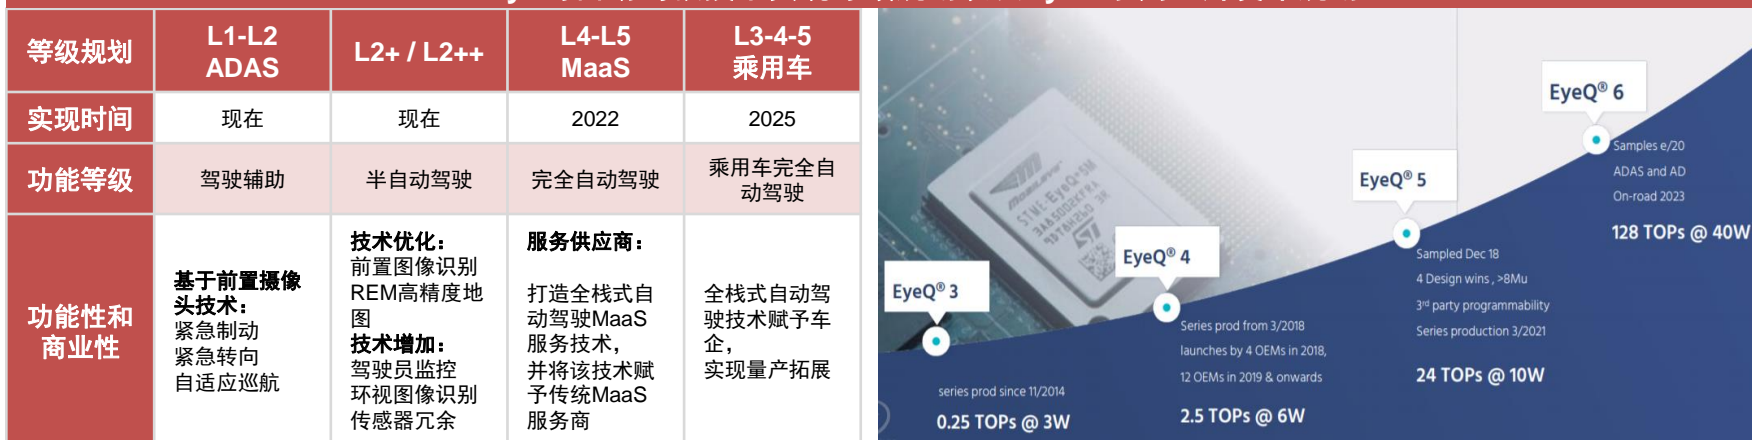 等级规划
L1-L2
ADAS
L2+ / L2++
L4-L5
MaaS
L3-4-5
乘用车
实现时间
现在
现在
2022
2025
功能等级
驾驶辅助
半自动驾驶
完全自动驾驶
乘用车完全自
动驾驶
功能性和
商业性
基于前置摄像
头技术：
紧急制动
紧急转向
自适应巡航
技术优化：
前置图像识别
REM高精度地
图
技术增加：
驾驶员监控
环视图像识别
传感器冗余
服务供应商：
打造全栈式自
动驾驶MaaS
服务技术，
并将该技术赋
予传统MaaS
服务商
全栈式自动驾
驶技术赋予车
企，
实现量产拓展
EyeQ® 3
series prod since 11/2014
0.25 TOPs @ 3W
EyeQ® 4
Series prod from 3/2018
launches by 4 OEMs in 2018,
12 OEMs in 2019 & onwards
2.5 TOPs @ 6W
EyeQ® 5
Sampled Dec 18
4 Design wins , >8Mu
3rd party programmability
Series production 3/2021
24 TOPs @ 10W
EyeQ® 6
Samples e/20
ADAS and AD
On-road 2023
128 TOPs @ 40W